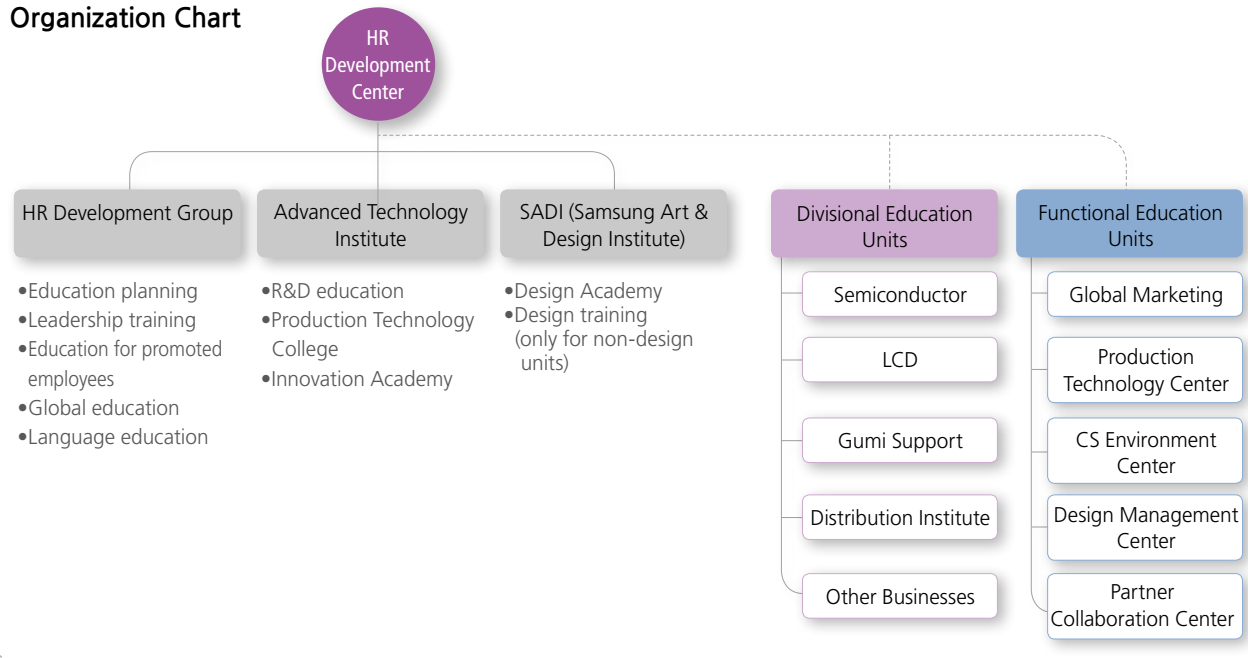 Organization Chart
HR
Development
Center
HR Development Group
•Education planning
•Leadership training
•Education for promoted
employees
•Global education
•Language education
Advanced Technology
Institute
•R&D education
•Production Technology
College
•Innovation Academy
SADI (Samsung Art &
Design Institute)
•Design Academy
•Design training
(only for non-design
units)
Divisional Education
Units
Semiconductor
LCD
Gumi Support
Distribution Institute
Other Businesses
Functional Education
Units
Global Marketing
Production
Technology Center
CS Environment
Center
Design Management
Center
Partner
Collaboration Center